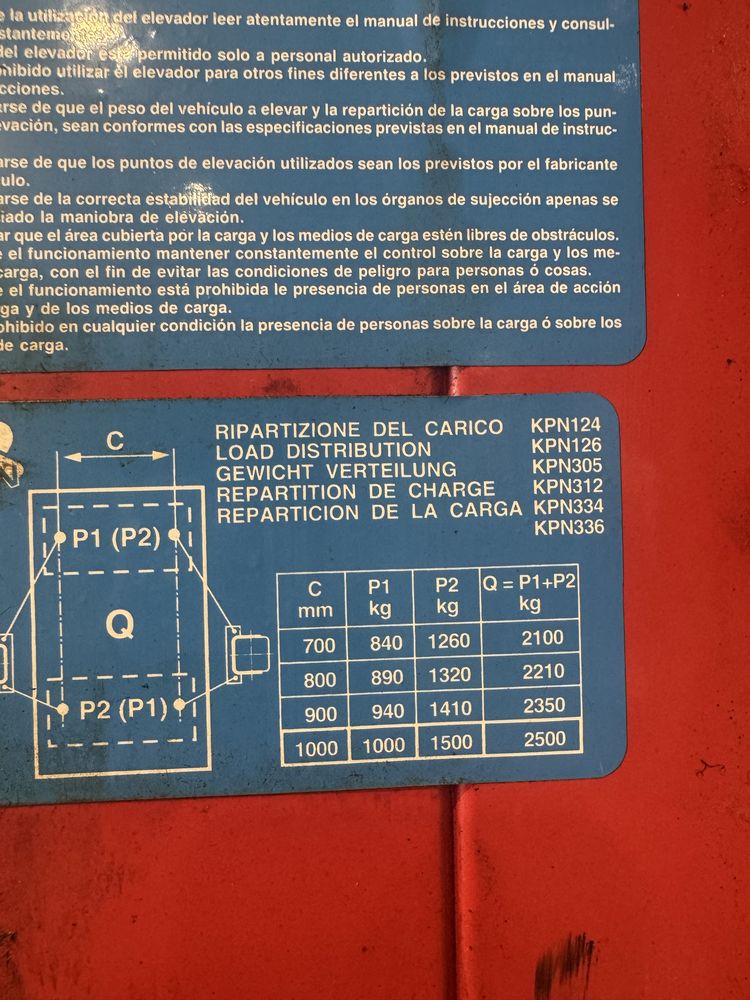 la utilización del elevador leer atentamente el manual de instrucciones y consul-
del elevador está permitido solo a personal autorizado.
utilizar el elevador para otros fines diferentes a los previstos en el manual
de que el peso del vehículo a elevar y la repartición de la carga sobre los pun-
sean conformes con las especificaciones previstas en el manual de instruc-
de que los puntos de elevación utilizados sean los previstos por el fabricante
de la correcta estabilidad del vehículo en los órganos de sujección apenas se
la maniobra de elevación.
que el área cubierta por la carga y los medios de carga estén libres de obstráculos.
el funcionamiento mantener constantemente el control sobre la carga y los me-
carga, con el fin de evitar las condiciones de peligro para personas ó cosas.
el funcionamiento está prohibida le presencia de personas en el área de acción
y de los medios de carga.
en cualquier condición la presencia de personas sobre la carga ó sobre los
de carga.
C
RIPARTIZIONE DEL CARICO KPN124
LOAD DISTRIBUTION KPN126
GEWICHT VERTEILUNG KPN305
REPARTITION DE CHARGE KPN312
REPARTICION DE LA CARGA KPN334
KPN336
P1 (P2)
Q
P2 (P1)
C P1 P2 Q = P1+P2
mm kg kg kg
700 840 1260 2100
800 890 1320 2210
900 940 1410 2350
1000 1000 1500 2500